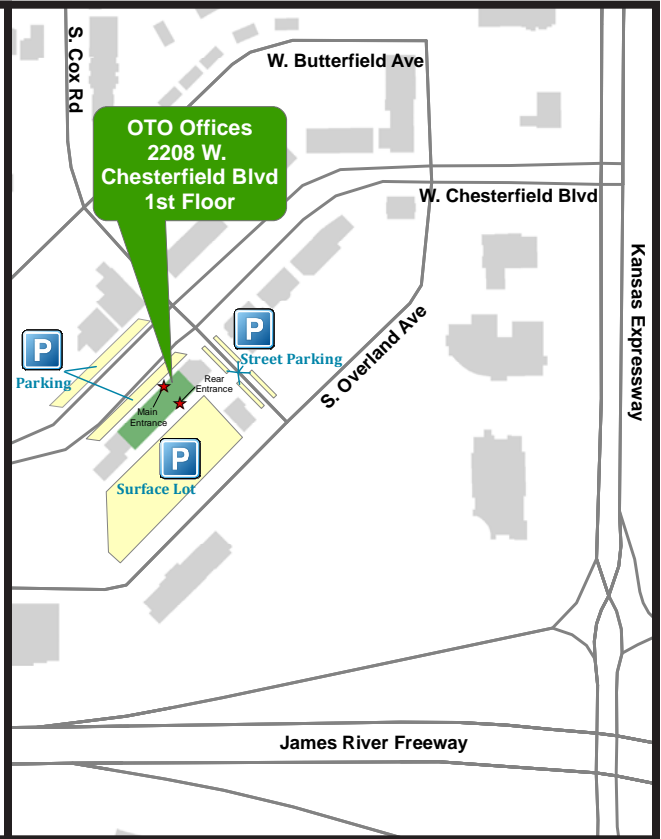 S. Cox Rd
W. Butterfield Ave
OTO Offices
2208 W.
Chesterfield Blvd
1st Floor
W. Chesterfield Blvd
Kansas Expressway
P
Street Parking
S. Overland Ave
P
Parking
Rear
Entrance
Main
Entrance
P
Surface Lot
James River Freeway